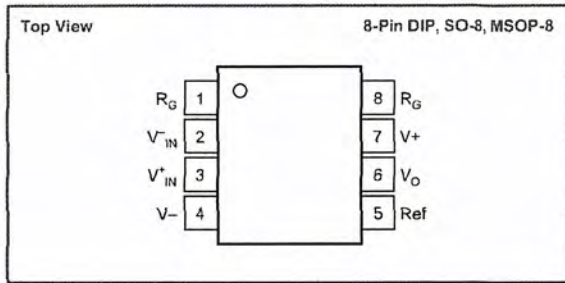 Top View 8-Pin DIP, SO-8, MSOP-8
RG 1 8 RG
V–IN 2 7 V+
V+IN 3 6 VO
V– 4 5 Ref